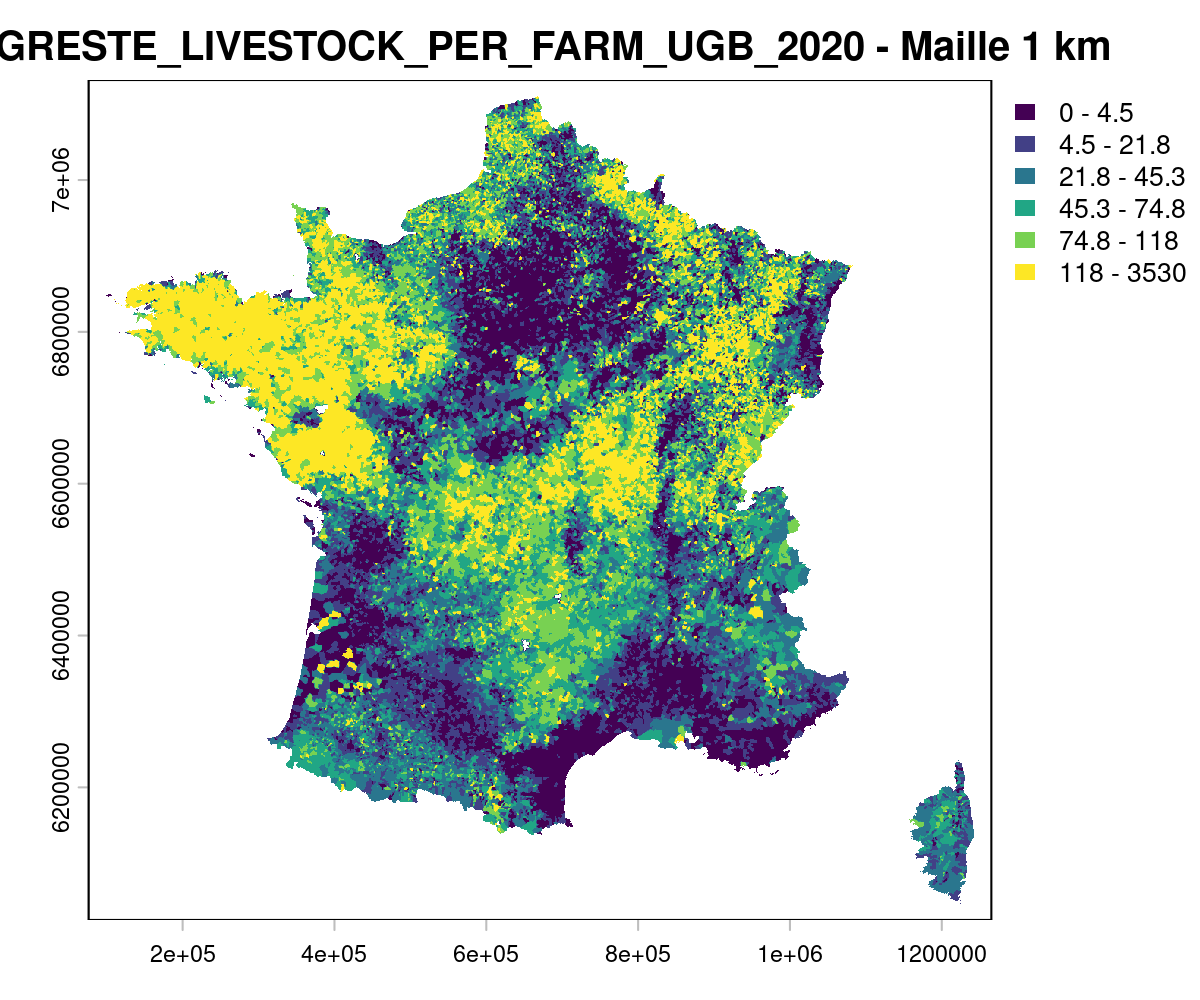 GRESTE_LIVESTOCK_PER_FARM_UGB_2020 - Maille 1 km
0 - 4.5
4.5 - 21.8
21.8 - 45.3
45.3 - 74.8
74.8 - 118
118 - 3530
7e+06
6800000
6600000
6400000
6200000
2e+05
4e+05
6e+05
8e+05
1e+06
1200000